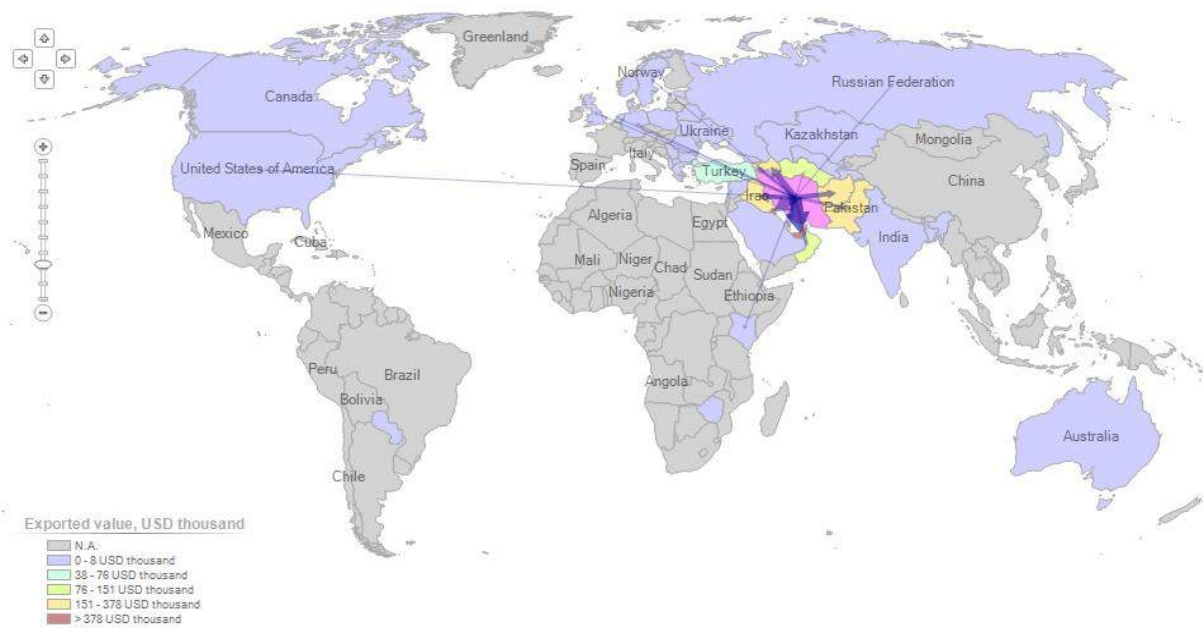 Greenland
Norway
Russian Federation
Canada
Ukraine
Kazakhstan
Mongolia
Italy
Spain
United States of America
Turkey
China
Iraq
Pakistan
Algeria
Egypt
Mexico
Cuba
India
Mali
Niger
Chad
Sudan
Nigeria
Ethiopia
Peru
Brazil
Angola
Bolivia
Australia
Chile
Exported value, USD thousand
N.A.
0 - 8 USD thousand
38 - 76 USD thousand
76 - 151 USD thousand
151 - 378 USD thousand
> 378 USD thousand